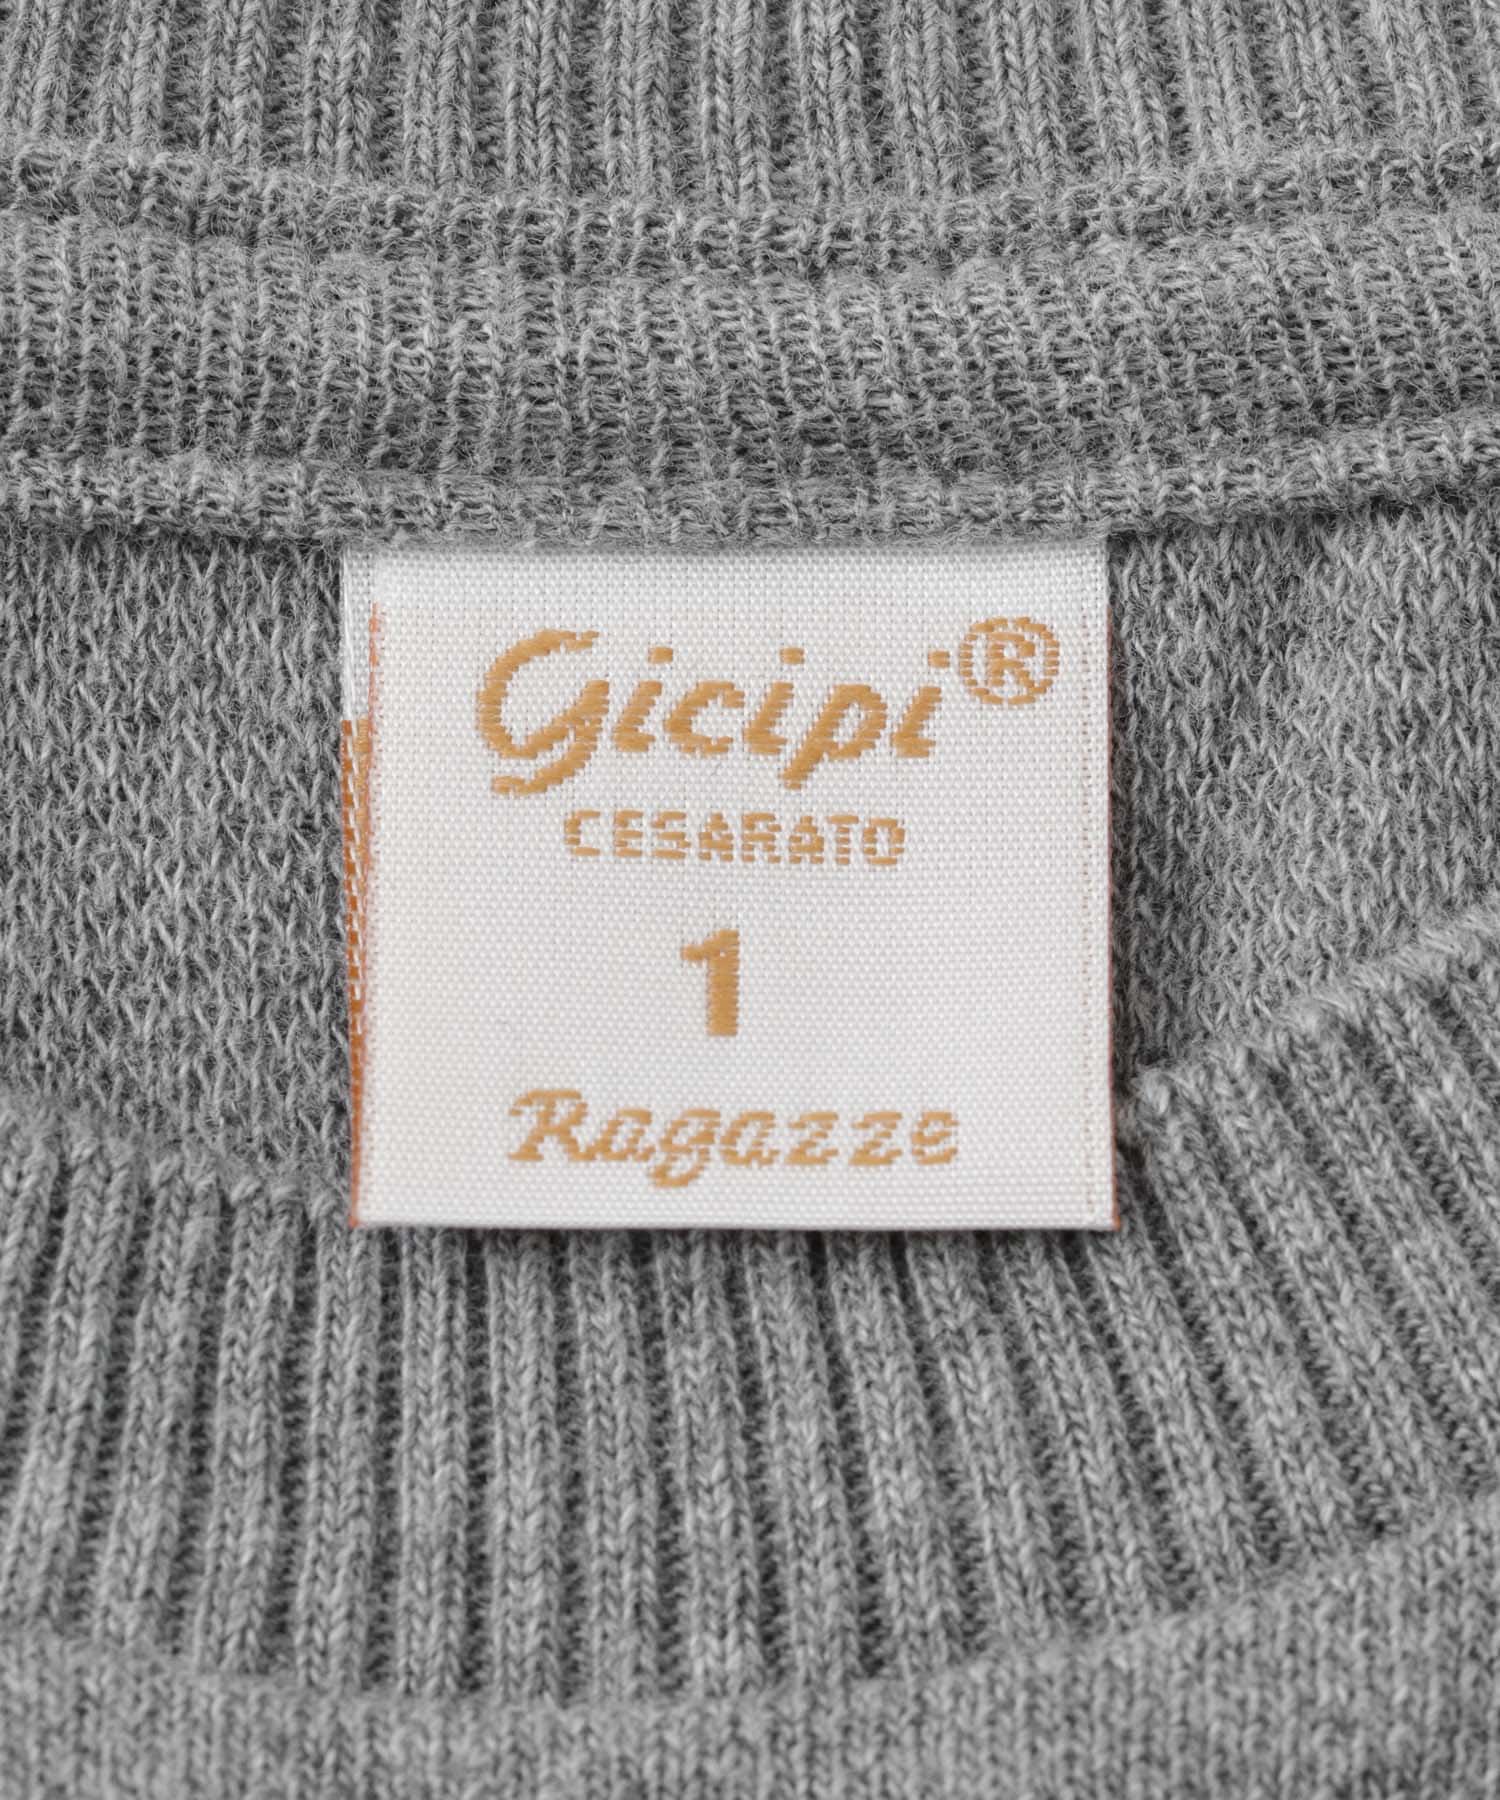 Gicipi®
CESARATO
1
Ragazze